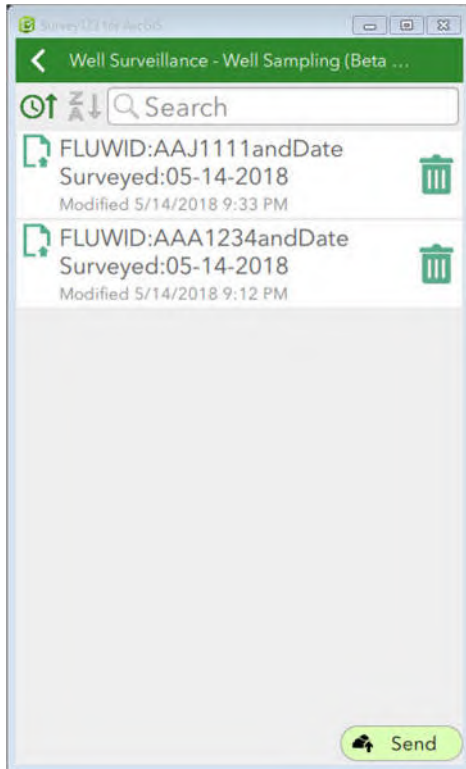 Survey123 for ArcGIS
Well Surveillance - Well Sampling (Beta ...
Z
A
Search
FLUWID:AAJ1111andDate
Surveyed:05-14-2018
Modified 5/14/2018 9:33 PM
FLUWID:AAA1234andDate
Surveyed:05-14-2018
Modified 5/14/2018 9:12 PM
Send